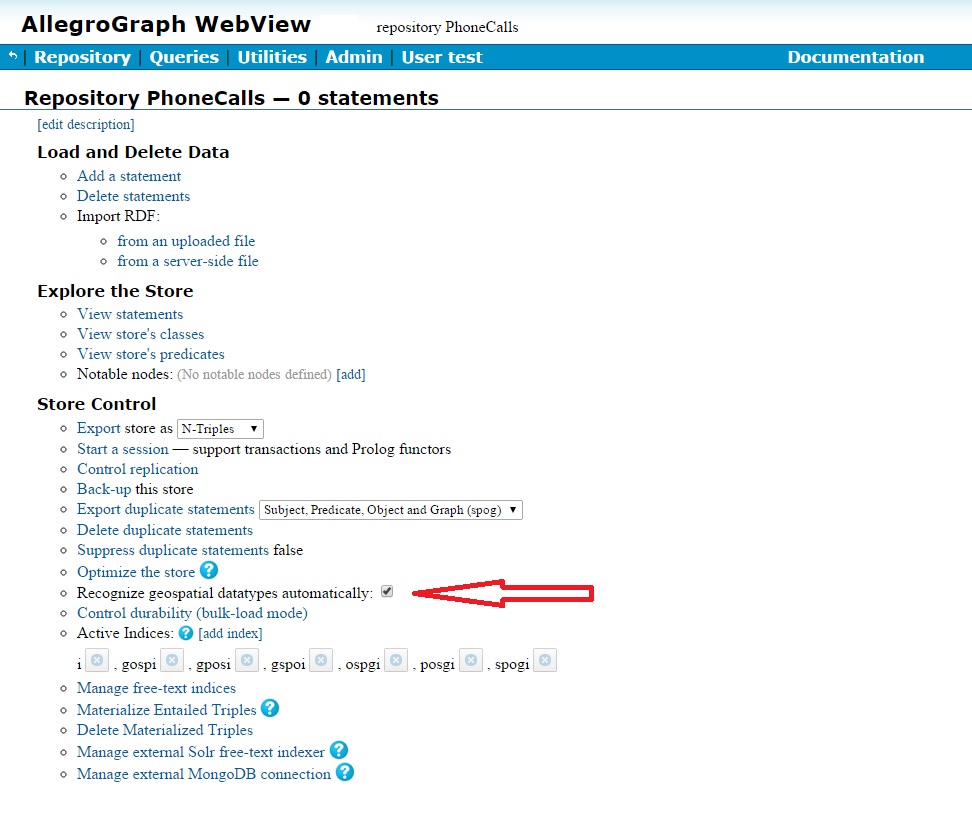 AllegroGraph WebView repository PhoneCalls
Repository | Queries | Utilities | Admin | User test Documentation
Repository PhoneCalls — 0 statements
[edit description]
Load and Delete Data
Add a statement
Delete statements
Import RDF:
from an uploaded file
from a server-side file
Explore the Store
View statements
View store's classes
View store's predicates
Notable nodes: (No notable nodes defined) [add]
Store Control
Export store as N-Triples
Start a session — support transactions and Prolog functors
Control replication
Back-up this store
Export duplicate statements Subject, Predicate, Object and Graph (spog)
Delete duplicate statements
Suppress duplicate statements false
Optimize the store ?
Recognize geospatial datatypes automatically:
Control durability (bulk-load mode)
Active Indices: ? [add index]
i , gospi , gposi , gspoi , ospgi , posgi , spogi
Manage free-text indices
Materialize Entailed Triples ?
Delete Materialized Triples
Manage external Solr free-text indexer ?
Manage external MongoDB connection ?